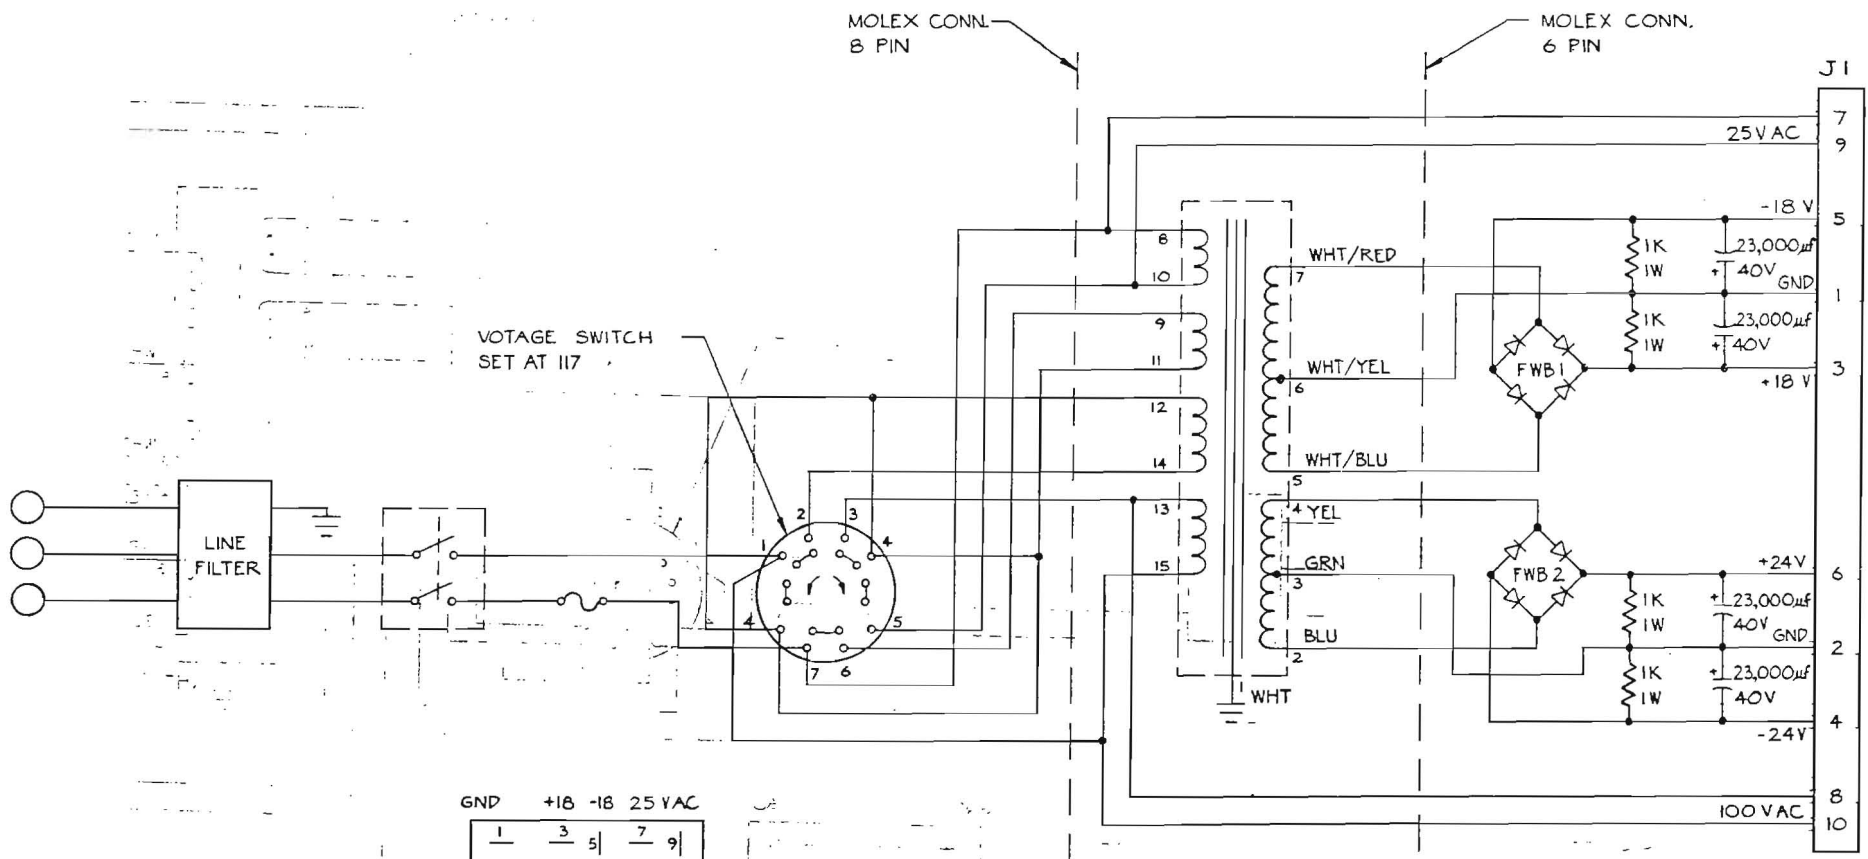 MOLEX CONN.
8 PIN
MOLEX CONN.
6 PIN
J1
7
25VAC
9
-18 V
5
8
WHT/RED
7
1K
1W
23,000µf
+ 40V
10
GND
1
9
VOTAGE SWITCH
SET AT 117
1K
1W
23,000µf
+ 40V
11
WHT/YEL
6
FWB1
3
+18 V
12
14
WHT/BLU
5
13
4 YEL
2
3
1
4
LINE
FILTER
15
GRN
3
FWB2
+24V
6
1K
1W
+ 23,000µf
40V
4
5
7
6
BLU
2
GND
2
1K
1W
+ 23,000µf
40V
WHT
4
-24V
8
100 VAC
10
GND +18 -18 25 VAC
1 3 5 7 9